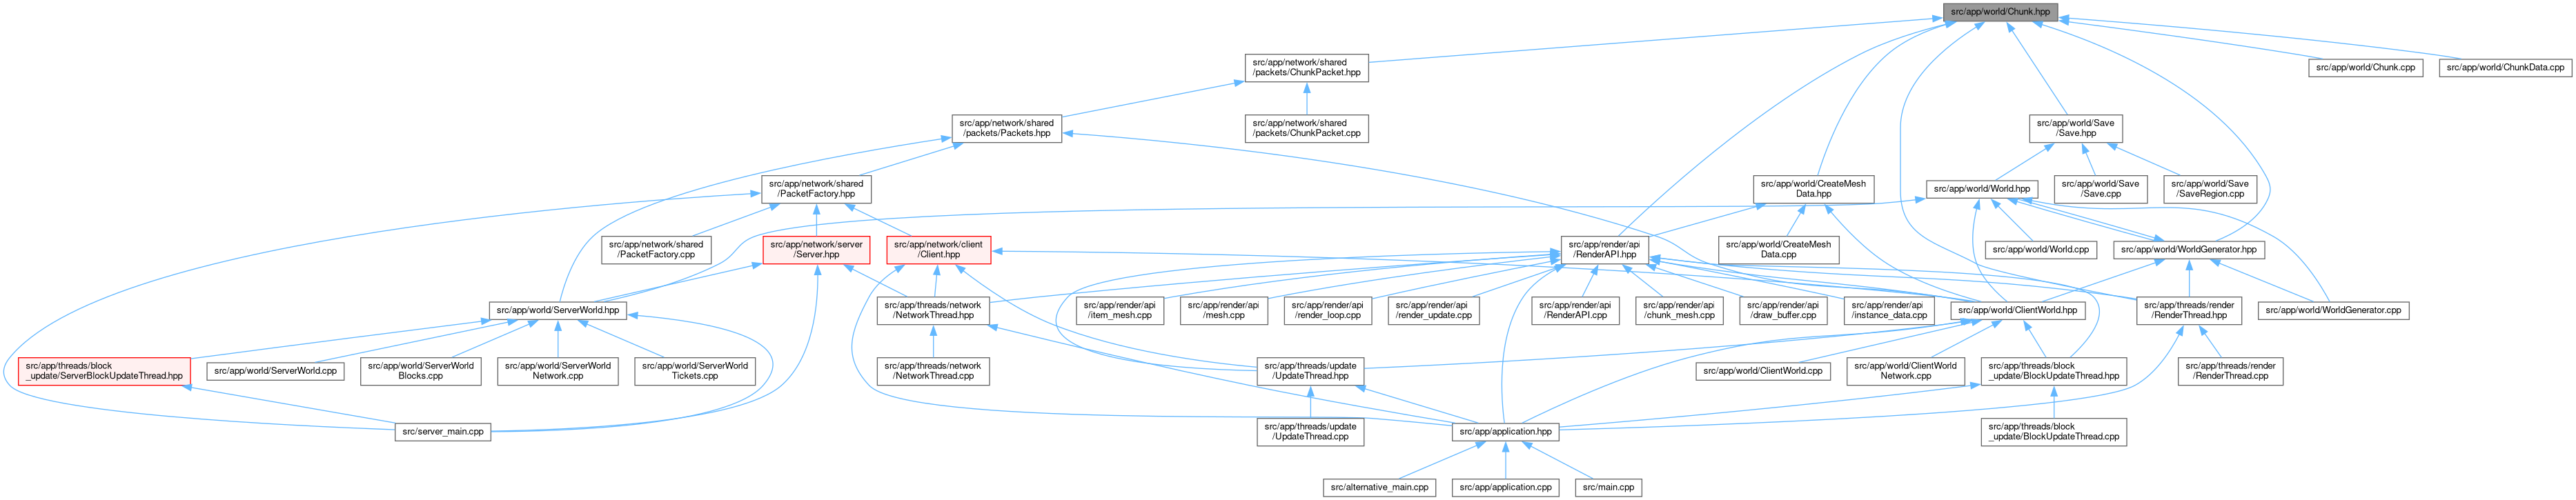 src/app/world/Chunk.hpp
src/app/network/shared
/packets/ChunkPacket.hpp
src/app/world/Chunk.cpp
src/app/world/ChunkData.cpp
src/app/network/shared
/packets/Packets.hpp
src/app/network/shared
/packets/ChunkPacket.cpp
src/app/world/Save
/Save.hpp
src/app/network/shared
/PacketFactory.hpp
src/app/world/CreateMesh
Data.hpp
src/app/world/World.hpp
src/app/world/Save
/Save.cpp
src/app/world/Save
/SaveRegion.cpp
src/app/network/shared
/PacketFactory.cpp
src/app/network/server
/Server.hpp
src/app/network/client
/Client.hpp
src/app/render/api
/RenderAPI.hpp
src/app/world/CreateMesh
Data.cpp
src/app/world/World.cpp
src/app/world/WorldGenerator.hpp
src/app/world/ServerWorld.hpp
src/app/threads/network
/NetworkThread.hpp
src/app/render/api
/item_mesh.cpp
src/app/render/api
/mesh.cpp
src/app/render/api
/render_loop.cpp
src/app/render/api
/render_update.cpp
src/app/render/api
/RenderAPI.cpp
src/app/render/api
/chunk_mesh.cpp
src/app/render/api
/draw_buffer.cpp
src/app/render/api
/instance_data.cpp
src/app/world/ClientWorld.hpp
src/app/threads/render
/RenderThread.hpp
src/app/world/WorldGenerator.cpp
src/app/threads/block
_update/ServerBlockUpdateThread.hpp
src/app/world/ServerWorld.cpp
src/app/world/ServerWorld
Blocks.cpp
src/app/world/ServerWorld
Network.cpp
src/app/world/ServerWorld
Tickets.cpp
src/app/threads/network
/NetworkThread.cpp
src/app/threads/update
/UpdateThread.hpp
src/app/world/ClientWorld.cpp
src/app/world/ClientWorld
Network.cpp
src/app/threads/block
_update/BlockUpdateThread.hpp
src/app/threads/render
/RenderThread.cpp
src/server_main.cpp
src/app/threads/update
/UpdateThread.cpp
src/app/application.hpp
src/app/threads/block
_update/BlockUpdateThread.cpp
src/alternative_main.cpp
src/app/application.cpp
src/main.cpp